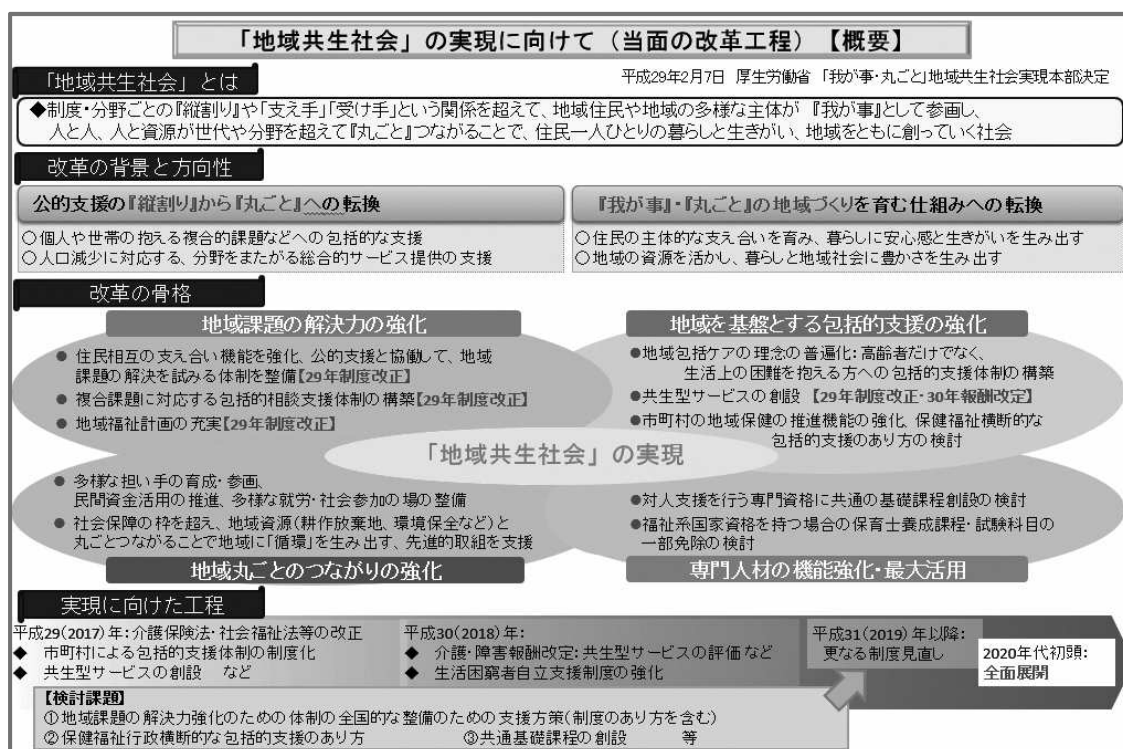 「地域共生社会」の実現に向けて（当面の改革工程）【概要】
「地域共生社会」とは
平成29年2月7日 厚生労働省 「我が事・丸ごと」地域共生社会実現本部決定
◆制度・分野ごとの『縦割り』や「支え手」「受け手」という関係を超えて、地域住民や地域の多様な主体が 『我が事』として参画し、
人と人、人と資源が世代や分野を超えて『丸ごと』つながることで、住民一人ひとりの暮らしと生きがい、地域をともに創っていく社会
改革の背景と方向性
公的支援の『縦割り』から『丸ごと』への転換
○個人や世帯の抱える複合的課題などへの包括的な支援
○人口減少に対応する、分野をまたがる総合的サービス提供の支援
『我が事』・『丸ごと』の地域づくりを育む仕組みへの転換
○住民の主体的な支え合いを育み、暮らしに安心感と生きがいを生み出す
○地域の資源を活かし、暮らしと地域社会に豊かさを生み出す
改革の骨格
地域課題の解決力の強化
● 住民相互の支え合い機能を強化、公的支援と協働して、地域
課題の解決を試みる体制を整備【29年制度改正】
● 複合課題に対応する包括的相談支援体制の構築【29年制度改正】
● 地域福祉計画の充実【29年制度改正】
地域を基盤とする包括的支援の強化
●地域包括ケアの理念の普遍化：高齢者だけでなく、
生活上の困難を抱える方への包括的支援体制の構築
●共生型サービスの創設 【29年制度改正・30年報酬改定】
●市町村の地域保健の推進機能の強化、保健福祉横断的な
包括的支援のあり方の検討
「地域共生社会」の実現
● 多様な担い手の育成・参画、
民間資金活用の推進、多様な就労・社会参加の場の整備
● 社会保障の枠を超え、地域資源（耕作放棄地、環境保全など）と
丸ごとつながることで地域に「循環」を生み出す、先進的取組を支援
地域丸ごとのつながりの強化
●対人支援を行う専門資格に共通の基礎課程創設の検討
●福祉系国家資格を持つ場合の保育士養成課程・試験科目の
一部免除の検討
専門人材の機能強化・最大活用
実現に向けた工程
平成29(2017)年：介護保険法・社会福祉法等の改正
◆ 市町村による包括的支援体制の制度化
◆ 共生型サービスの創設 など
平成30(2018)年：
◆ 介護・障害報酬改定：共生型サービスの評価 など
◆ 生活困窮者自立支援制度の強化
平成31(2019)年以降：
更なる制度見直し
2020年代初頭：
全面展開
【検討課題】
①地域課題の解決力強化のための体制の全国的な整備のための支援方策（制度のあり方を含む）
②保健福祉行政横断的な包括的支援のあり方 ③共通基礎課程の創設 等